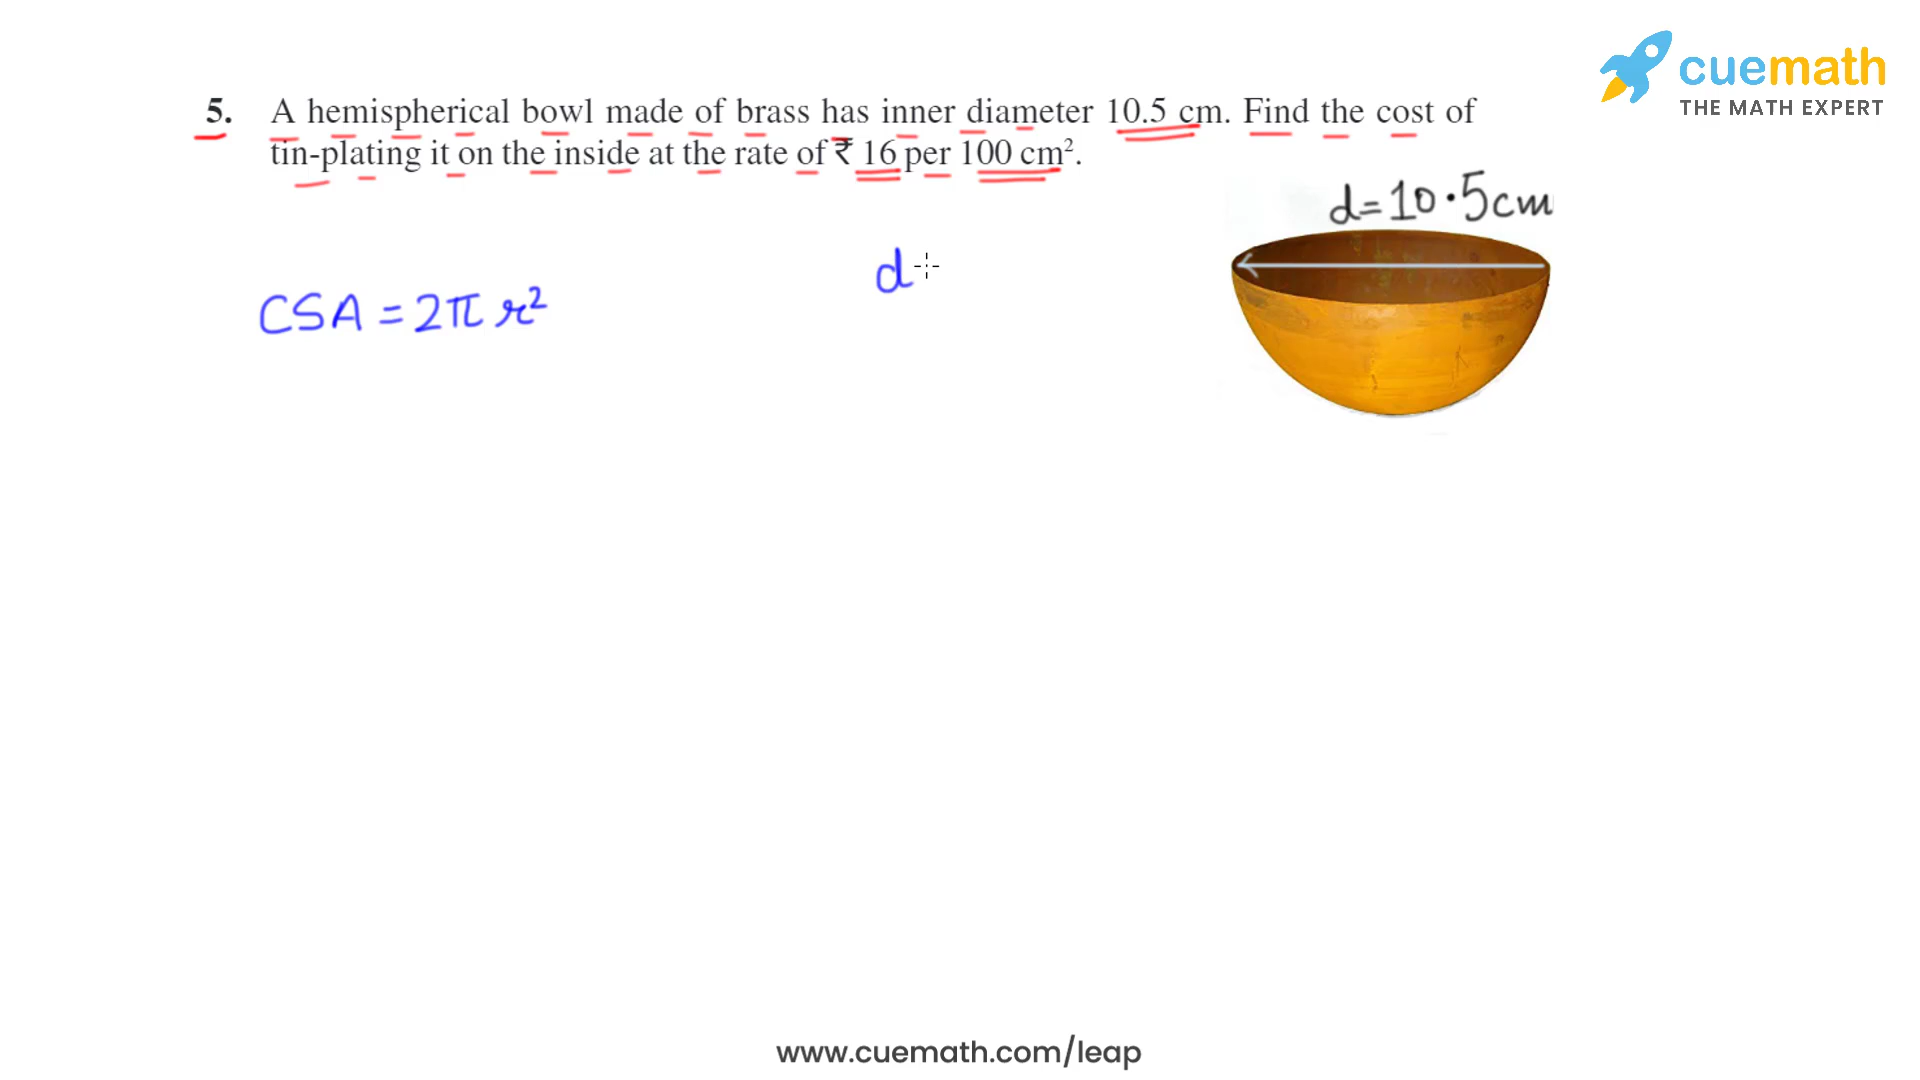 cuemath
THE MATH EXPERT
5. A hemispherical bowl made of brass has inner diameter 10.5 cm. Find the cost of
tin-plating it on the inside at the rate of ₹ 16 per 100 cm².
d=10.5cm
d
CSA = 2πr²
www.cuemath.com/leap